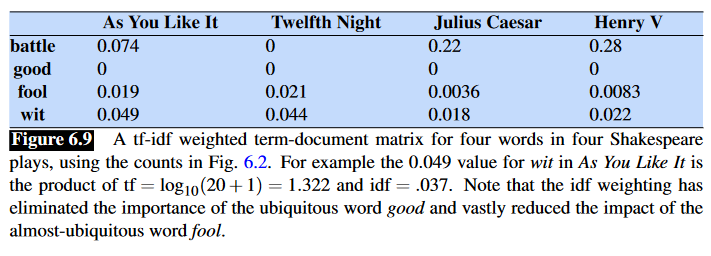 As You Like It Twelfth Night Julius Caesar Henry V
battle 0.074 0 0.22 0.28
good 0 0 0 0
fool 0.019 0.021 0.0036 0.0083
wit 0.049 0.044 0.018 0.022
Figure 6.9 A tf-idf weighted term-document matrix for four words in four Shakespeare
plays, using the counts in Fig. 6.2. For example the 0.049 value for wit in As You Like It is
the product of tf = log₁₀(20 + 1) = 1.322 and idf = .037. Note that the idf weighting has
eliminated the importance of the ubiquitous word good and vastly reduced the impact of the
almost-ubiquitous word fool.